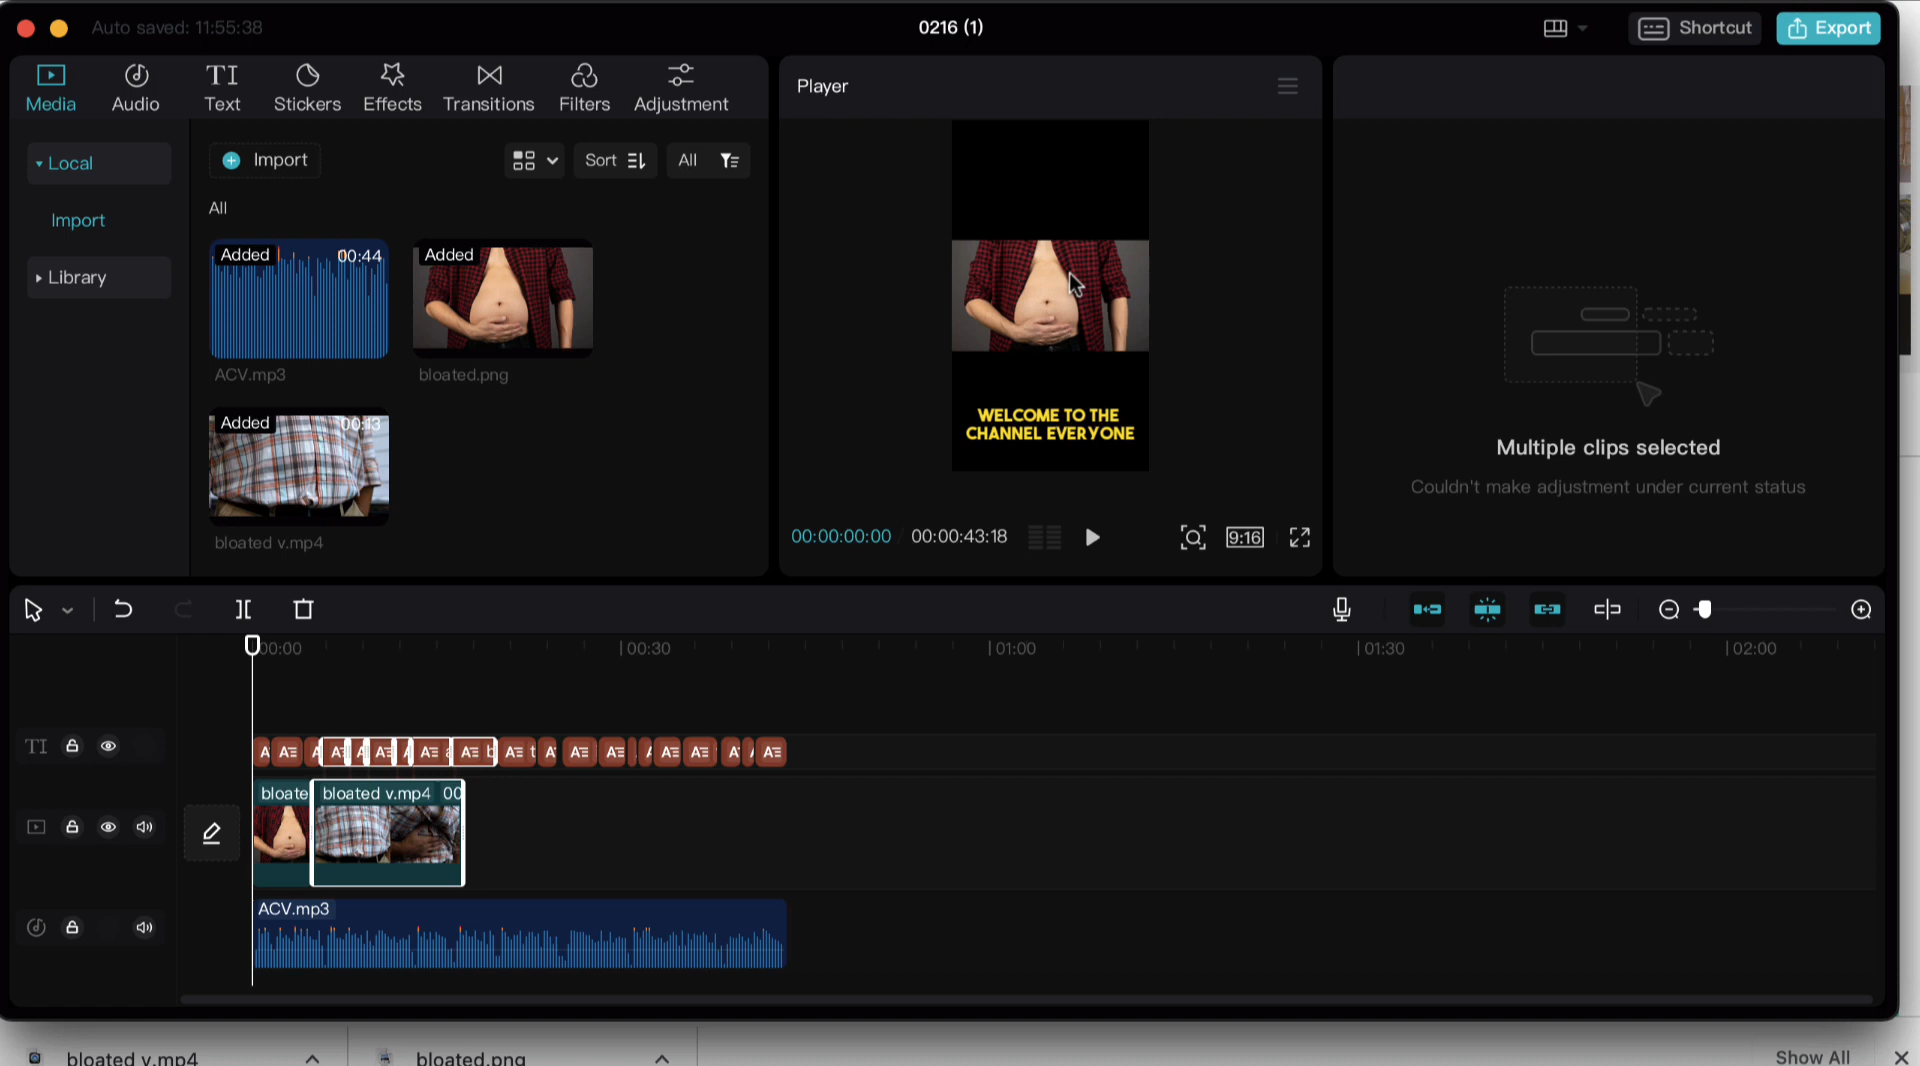 Auto saved: 11:55:38
0216 (1)
Shortcut
Export
Media
Audio
TI
Text
Stickers
Effects
Transitions
Filters
Adjustment
Player
Local
Import
Library
Import
Sort
All
All
Added
00:44
ACV.mp3
Added
bloated.png
Added
00:13
bloated v.mp4
WELCOME TO THE
CHANNEL EVERYONE
00:00:00:00 / 00:00:43:18
9:16
Multiple clips selected
Couldn't make adjustment under current status
00:00
00:30
01:00
01:30
02:00
TI
bloate
bloated v.mp4 00
ACV.mp3
bloated v.mp4
bloated.png
Show All